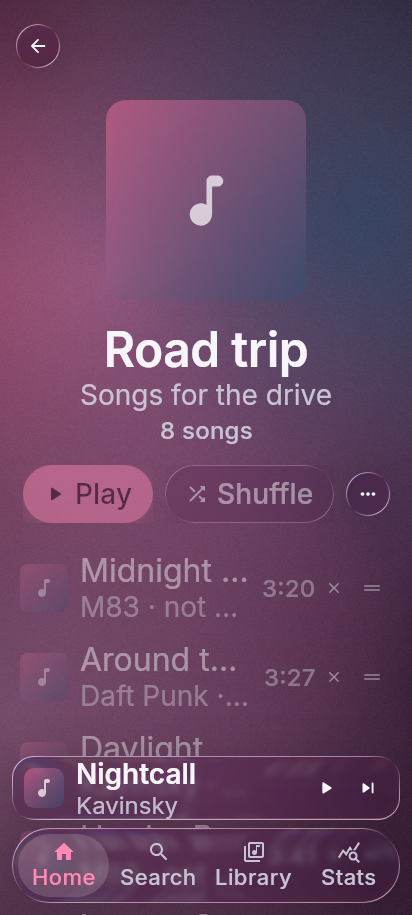 Road trip
Songs for the drive
8 songs
Play
Shuffle
Midnight ...
M83 · not ...
3:20
Around t...
Daft Punk ·...
3:27
Daylight
Nightcall
Kavinsky
Home
Search
Library
Stats